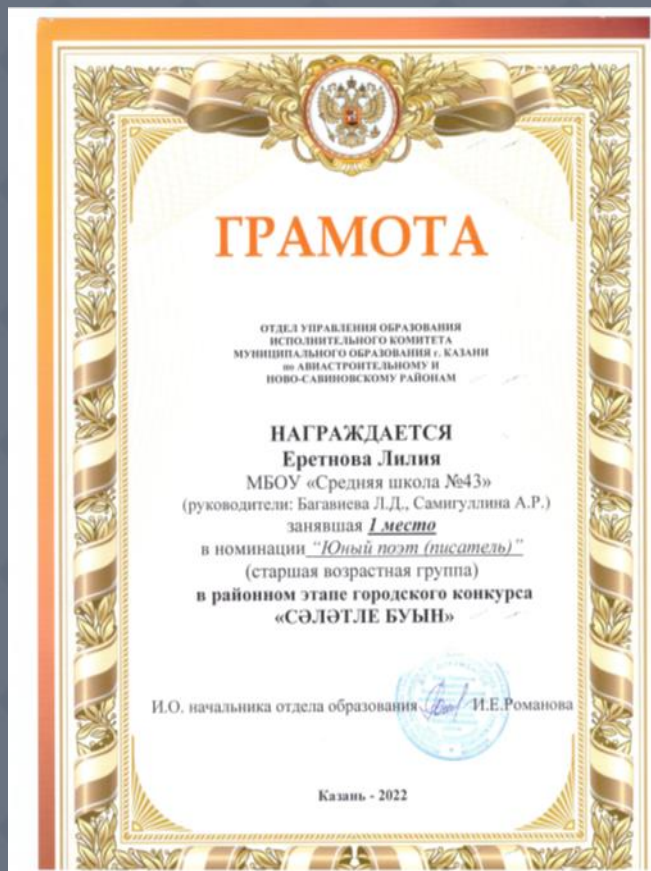 ГРАМОТА
ОТДЕЛ УПРАВЛЕНИЯ ОБРАЗОВАНИЯ
ИСПОЛНИТЕЛЬНОГО КОМИТЕТА
МУНИЦИПАЛЬНОГО ОБРАЗОВАНИЯ г. КАЗАНИ
по АВИАСТРОИТЕЛЬНОМУ И
НОВО-САВИНОВСКОМУ РАЙОНАМ
НАГРАЖДАЕТСЯ
Еретнова Лилия
МБОУ «Средняя школа №43»
(руководители: Багавиева Л.Д., Самигуллина А.Р.)
занявшая 1 место
в номинации "Юный поэт (писатель)"
(старшая возрастная группа)
в районном этапе городского конкурса
«СӘЛӘТЛЕ БУЫН»
И.О. начальника отдела образования И.Е.Романова
Казань - 2022